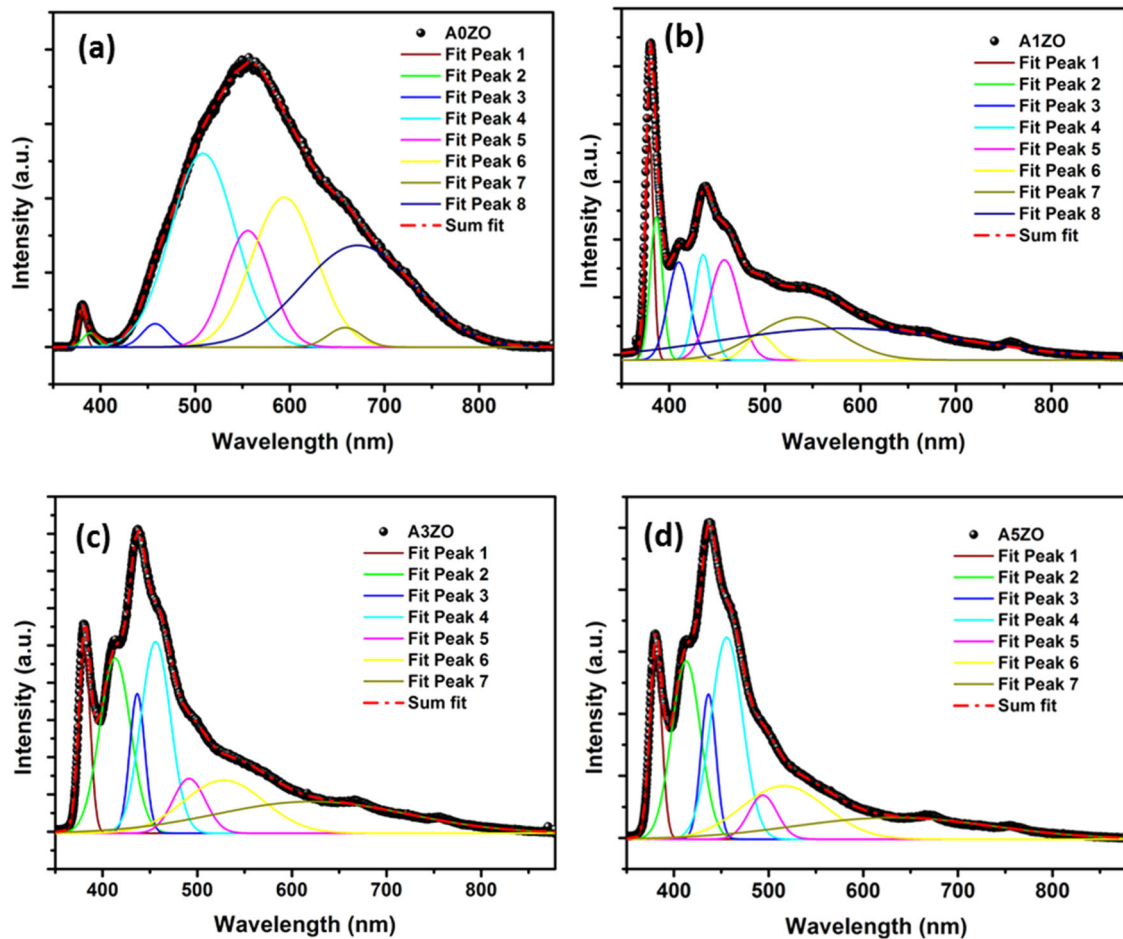 (a)
A0ZO
Fit Peak 1
Fit Peak 2
Fit Peak 3
Fit Peak 4
Fit Peak 5
Fit Peak 6
Fit Peak 7
Fit Peak 8
Sum fit
Intensity (a.u.)
400 500 600 700 800
Wavelength (nm)
(b)
A1ZO
Fit Peak 1
Fit Peak 2
Fit Peak 3
Fit Peak 4
Fit Peak 5
Fit Peak 6
Fit Peak 7
Fit Peak 8
Sum fit
Intensity (a.u.)
400 500 600 700 800
Wavelength (nm)
(c)
A3ZO
Fit Peak 1
Fit Peak 2
Fit Peak 3
Fit Peak 4
Fit Peak 5
Fit Peak 6
Fit Peak 7
Sum fit
Intensity (a.u.)
400 500 600 700 800
Wavelength (nm)
(d)
A5ZO
Fit Peak 1
Fit Peak 2
Fit Peak 3
Fit Peak 4
Fit Peak 5
Fit Peak 6
Fit Peak 7
Sum fit
Intensity (a.u.)
400 500 600 700 800
Wavelength (nm)